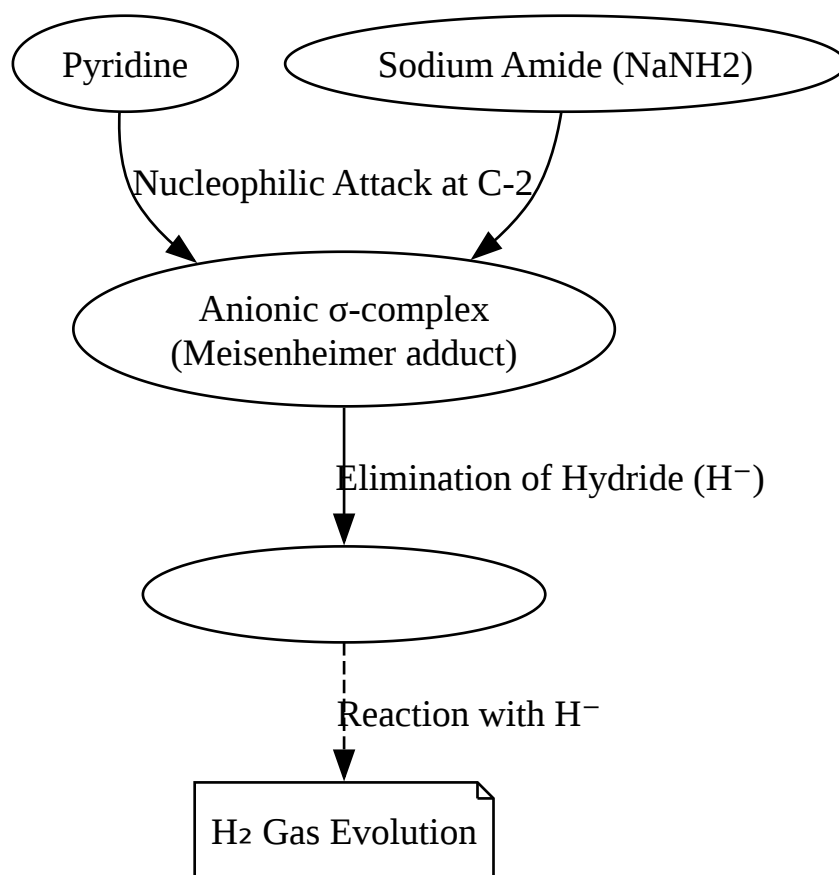 Pyridine
Sodium Amide (NaNH2)
Nucleophilic Attack at C-2
Anionic σ-complex
(Meisenheimer adduct)
Elimination of Hydride (H⁻)
Reaction with H⁻
H₂ Gas Evolution